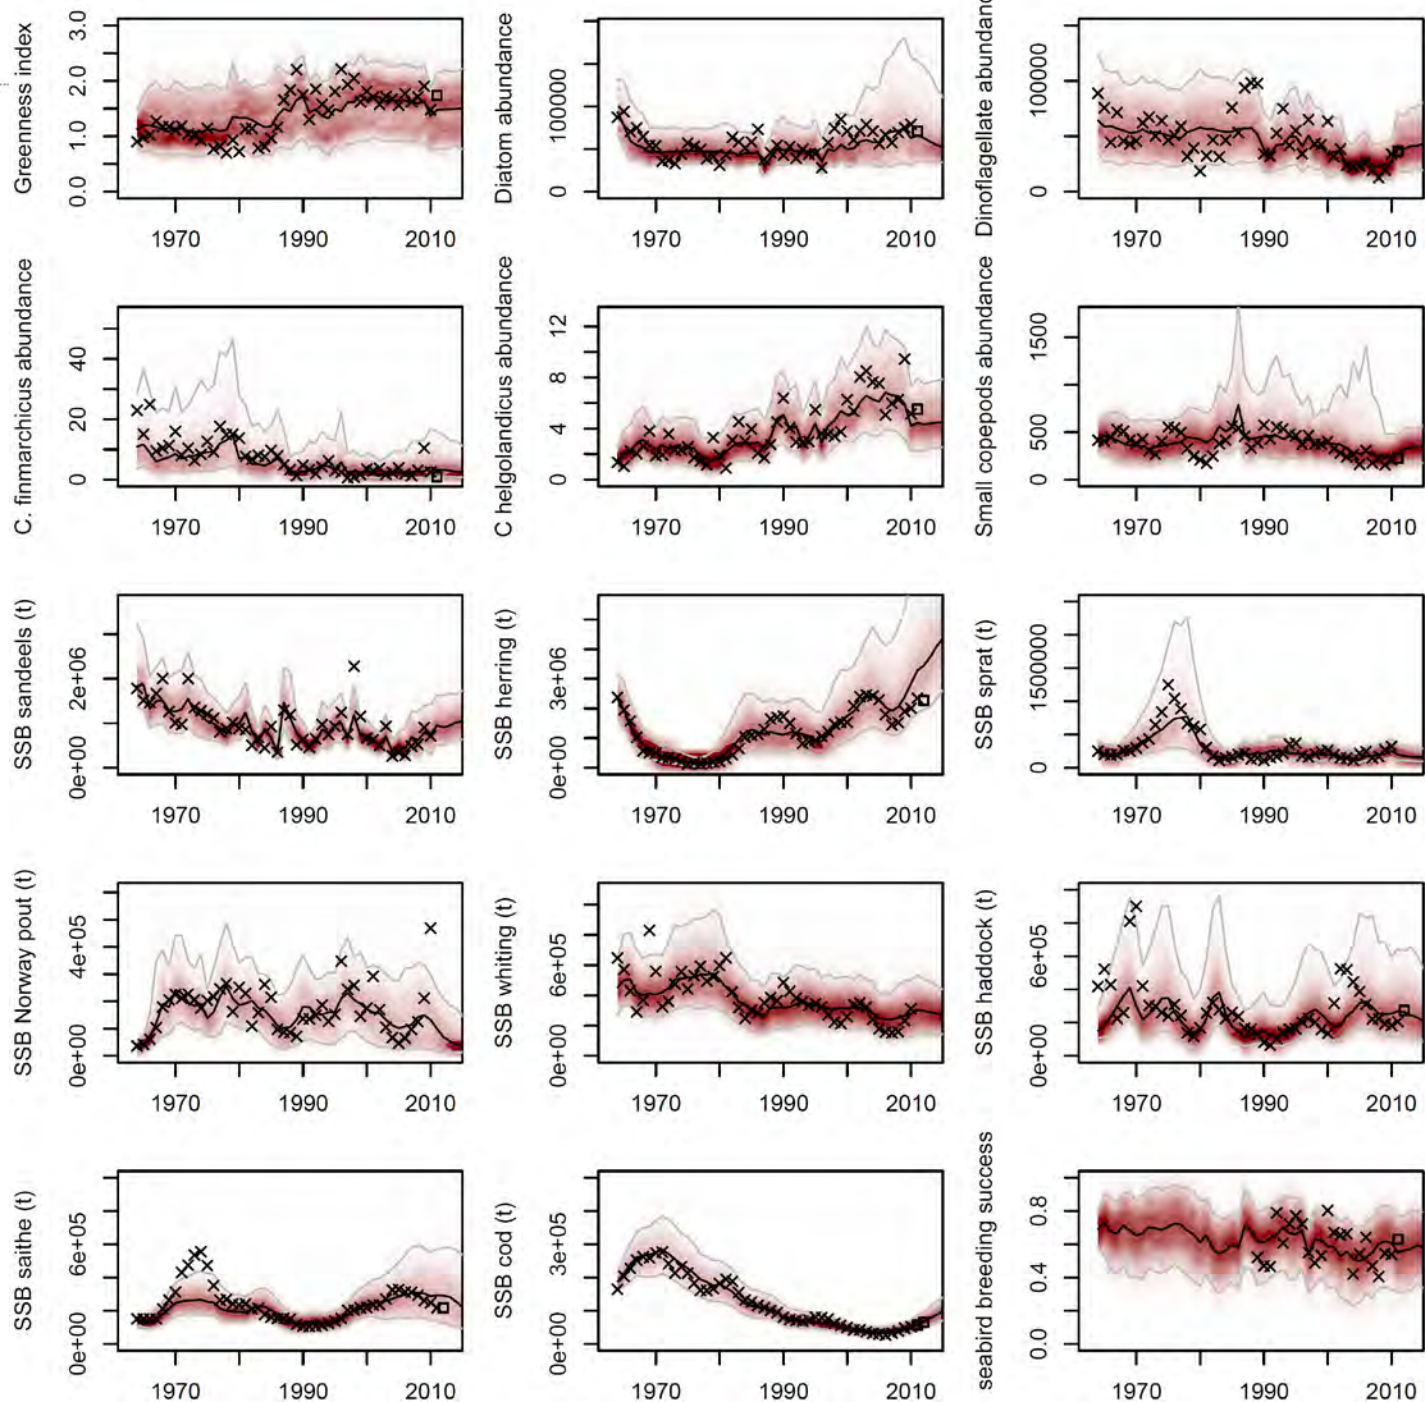 Greenness index
3.0
2.0
1.0
0.0
1970 1990 2010
Diatom abundance
100000
0
1970 1990 2010
Dinoflagellate abundance
100000
0
1970 1990 2010
C. finmarchicus abundance
40
20
0
1970 1990 2010
C helgolandicus abundance
12
8
4
0
1970 1990 2010
Small copepods abundance
1500
500
0
1970 1990 2010
SSB sandeels (t)
2e+06
0e+00
1970 1990 2010
SSB herring (t)
3e+06
0e+00
1970 1990 2010
SSB sprat (t)
1500000
0
1970 1990 2010
SSB Norway pout (t)
4e+05
0e+00
1970 1990 2010
SSB whiting (t)
6e+05
0e+00
1970 1990 2010
SSB haddock (t)
6e+05
0e+00
1970 1990 2010
SSB saithe (t)
6e+05
0e+00
1970 1990 2010
SSB cod (t)
3e+05
0e+00
1970 1990 2010
seabird breeding success
0.8
0.4
0.0
1970 1990 2010